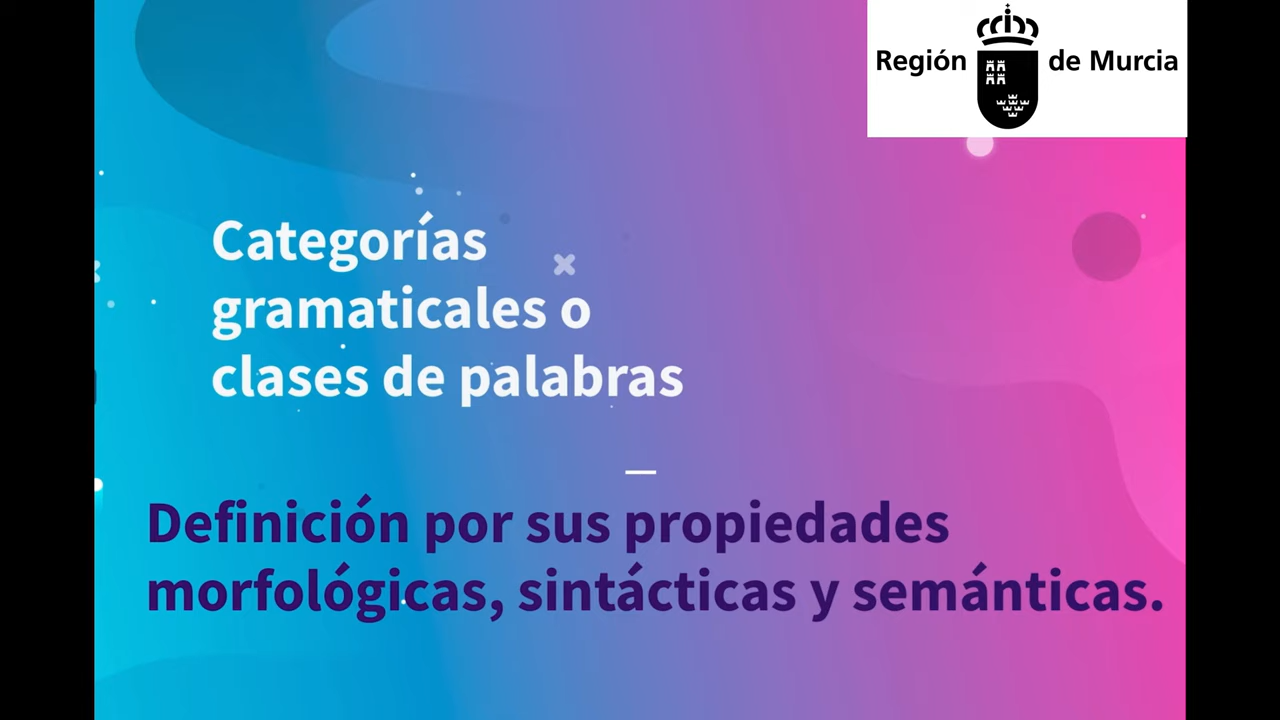 Región de Murcia
Categorías
gramaticales o
clases de palabras
Definición por sus propiedades
morfológicas, sintácticas y semánticas.